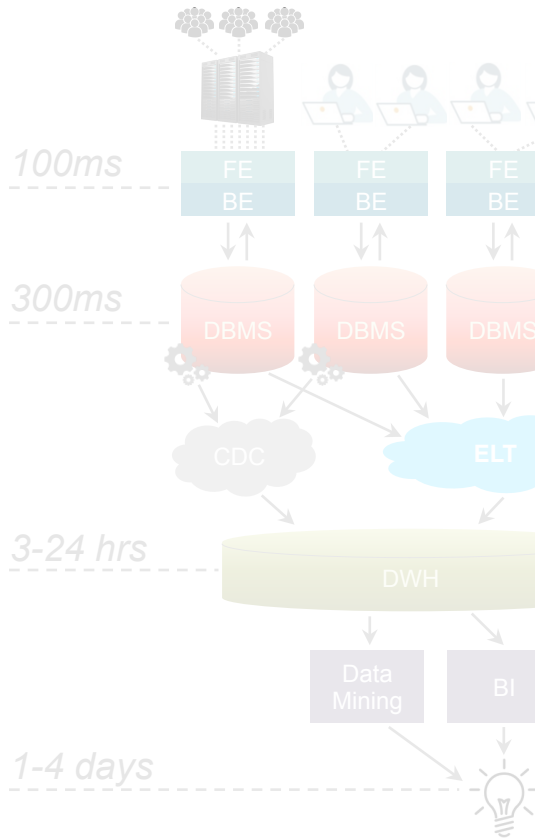 100ms
FE FE FE
BE BE BE
300ms
DBMS DBMS DBMS
CDC ELT
3-24 hrs
DWH
Data
Mining
BI
1-4 days